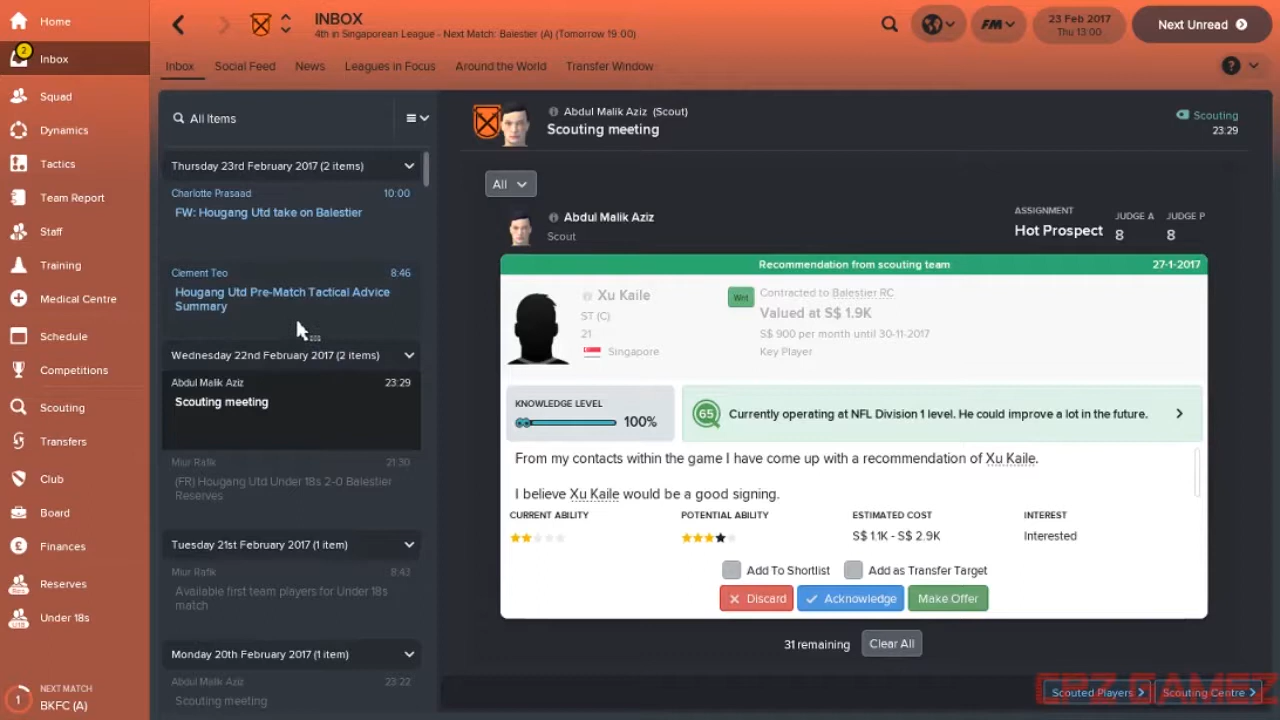 Home
2
Inbox
Squad
Dynamics
Tactics
Team Report
Staff
Training
Medical Centre
Schedule
Competitions
Scouting
Transfers
Club
Board
Finances
Reserves
Under 18s
1
NEXT MATCH
BKFC (A)
INBOX
4th in Singaporean League - Next Match: Balestier (A) (Tomorrow 19:00)
FM
23 Feb 2017
Thu 13:00
Next Unread
Inbox
Social Feed
News
Leagues in Focus
Around the World
Transfer Window
?
All Items
Thursday 23rd February 2017 (2 items)
Charlotte Prasaad 10:00
FW: Hougang Utd take on Balestier
Clement Teo 8:46
Hougang Utd Pre-Match Tactical Advice
Summary
Wednesday 22nd February 2017 (2 items)
Abdul Malik Aziz 23:29
Scouting meeting
Miur Rafik 21:30
(FR) Hougang Utd Under 18s 2-0 Balestier
Reserves
Tuesday 21st February 2017 (1 item)
Miur Rafik 8:43
Available first team players for Under 18s
match
Monday 20th February 2017 (1 item)
Abdul Malik Aziz 23:22
Scouting meeting
Abdul Malik Aziz (Scout)
Scouting meeting
Scouting
23.29
All
Abdul Malik Aziz
Scout
ASSIGNMENT
Hot Prospect
JUDGE A
8
JUDGE P
8
Recommendation from scouting team 27-1-2017
Xu Kaile
ST (C)
21
Singapore
Wnt
Contracted to Balestier RC
Valued at S$ 1.9K
S$ 900 per month until 30-11-2017
Key Player
KNOWLEDGE LEVEL
100%
65
Currently operating at NFL Division 1 level. He could improve a lot in the future.
From my contacts within the game I have come up with a recommendation of Xu Kaile.
I believe Xu Kaile would be a good signing.
CURRENT ABILITY
POTENTIAL ABILITY
ESTIMATED COST
S$ 1.1K - S$ 2.9K
INTEREST
Interested
Add To Shortlist
Add as Transfer Target
Discard
Acknowledge
Make Offer
31 remaining
Clear All
Scouted Players
Scouting Centre
CBZ GAMEZ